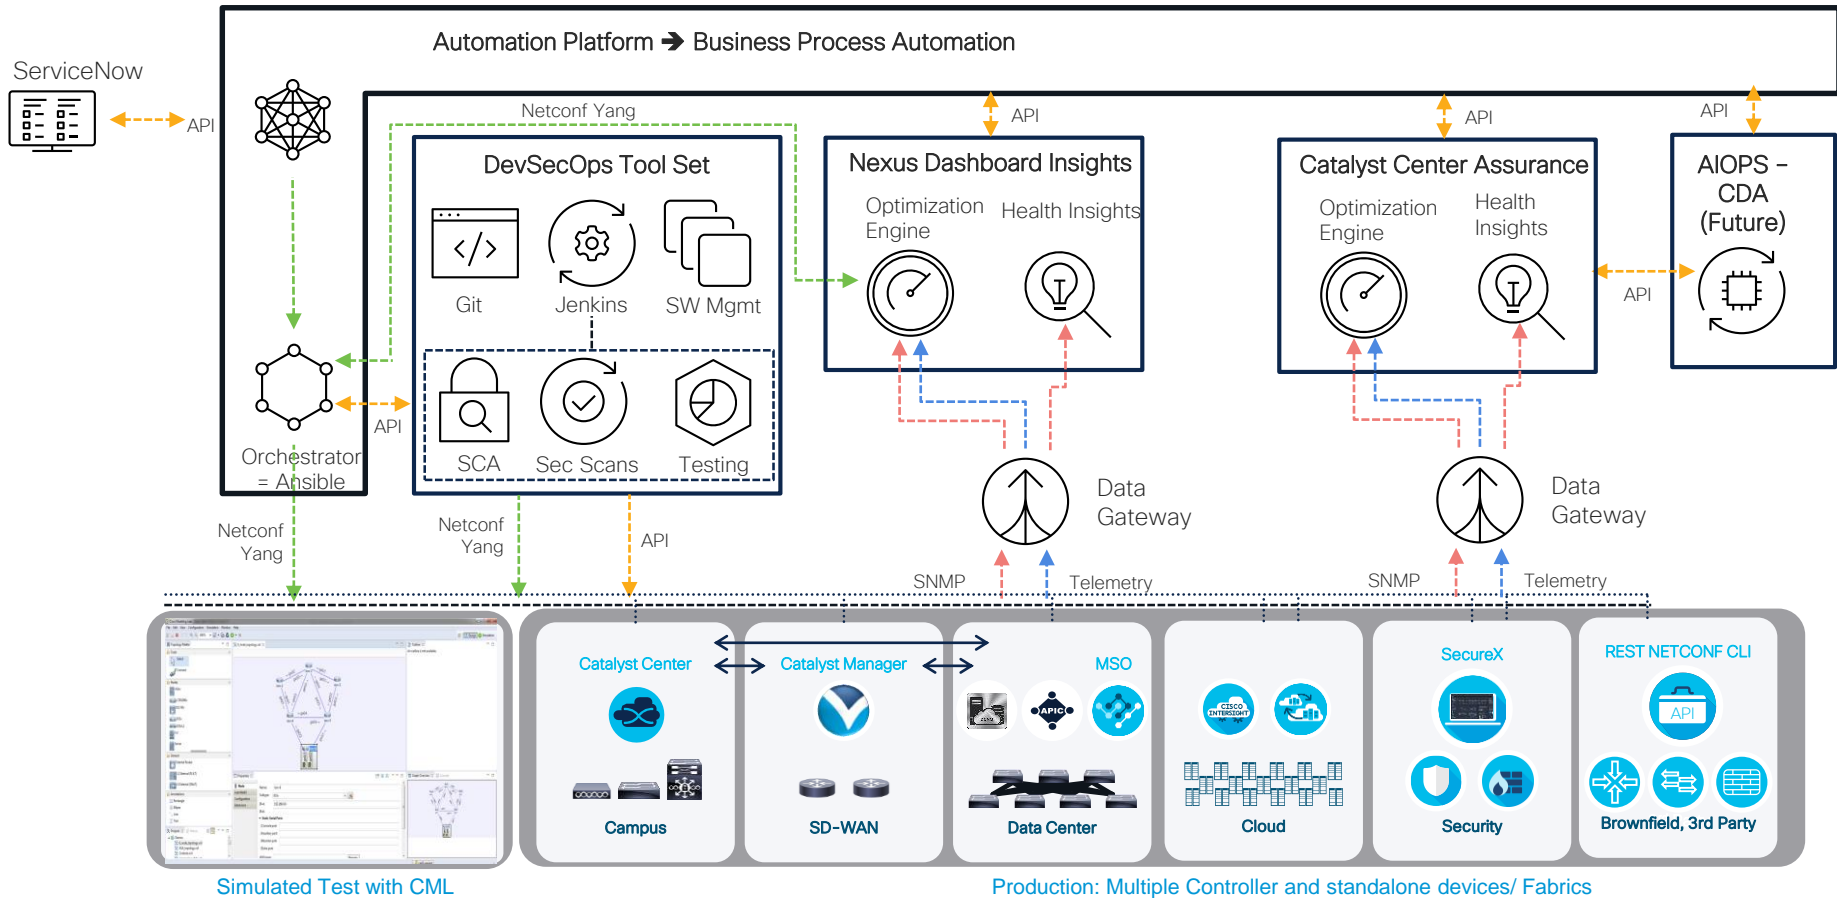 Automation Platform 🡪 Business Process Automation
ServiceNow
API
Netconf Yang
API
API
API
DevSecOps Tool Set
Git
Jenkins
SW Mgmt
SCA
Sec Scans
Testing
Nexus Dashboard Insights
Optimization
Engine
Health Insights
Catalyst Center Assurance
Optimization
Engine
Health
Insights
API
AIOPS –
CDA
(Future)
API
Orchestrator
= Ansible
Data
Gateway
Data
Gateway
Netconf
Yang
Netconf
Yang
API
SNMP
Telemetry
SNMP
Telemetry
Catalyst Center
Campus
Catalyst Manager
SD-WAN
MSO
APIC
Data Center
CISCO
INTERSIGHT
Cloud
SecureX
Security
REST NETCONF CLI
API
Brownfield, 3rd Party
Simulated Test with CML
Production: Multiple Controller and standalone devices/ Fabrics